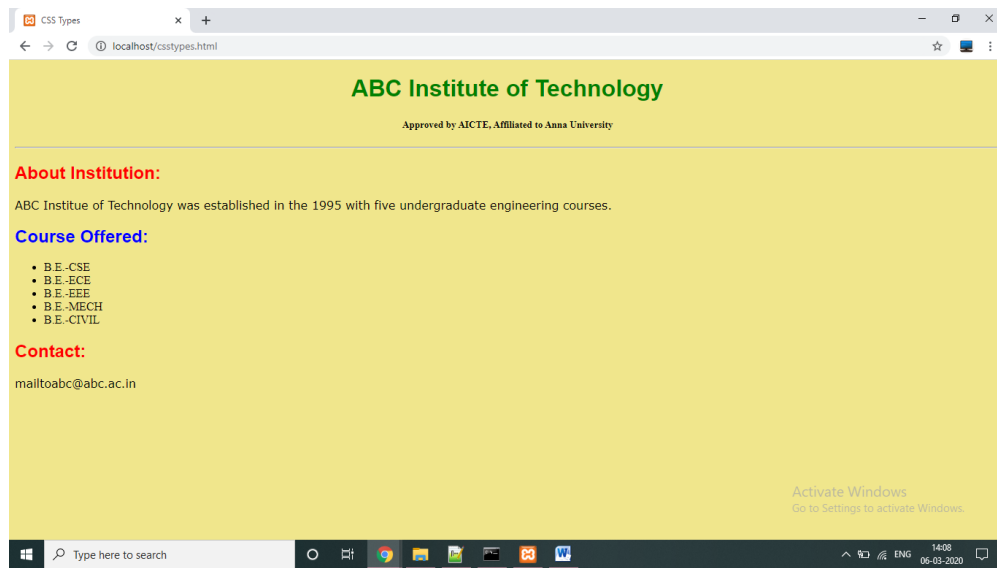 CSS Types
localhost/csstypes.html
ABC Institute of Technology
Approved by AICTE, Affiliated to Anna University
About Institution:
ABC Institue of Technology was established in the 1995 with five undergraduate engineering courses.
Course Offered:
B.E.-CSE
B.E.-ECE
B.E.-EEE
B.E.-MECH
B.E.-CIVIL
Contact:
mailtoabc@abc.ac.in
Activate Windows
Go to Settings to activate Windows.
Type here to search
ENG
14:08
06-03-2020